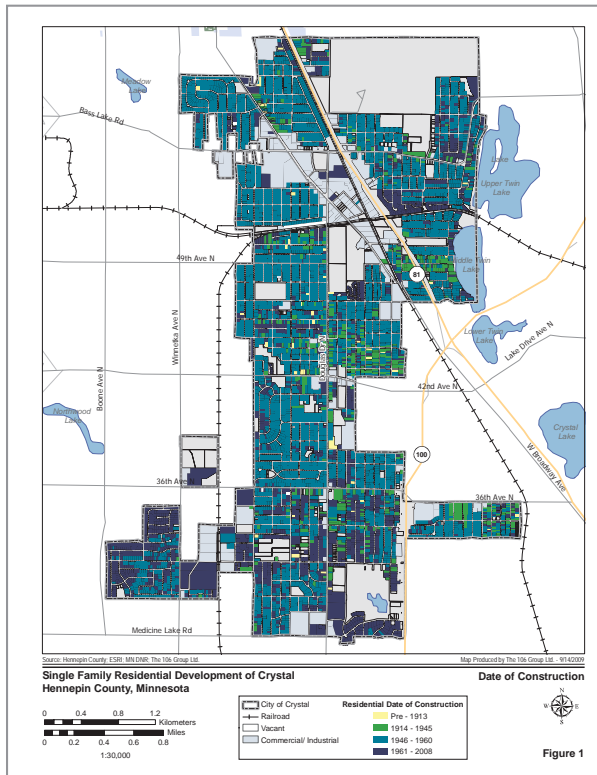 Meadow
Lake
Bass Lake Rd
Lake
Upper Twin
Lake
49th Ave N
Middle Twin
Lake
81
Winnetka Ave N
Boone Ave N
Douglas Dr N
Lower Twin
Lake
Lake Drive Ave N
42nd Ave N
Northwood
Lake
Crystal
Lake
100
W Broadway Ave
36th Ave N
36th Ave N
Medicine Lake Rd
Source: Hennepin County; ESRI; MN DNR; The 106 Group Ltd.
Map Produced by The 106 Group Ltd. - 9/14/2009
Single Family Residential Development of Crystal
Hennepin County, Minnesota
Date of Construction
0 0.4 0.8 1.2
Kilometers
Miles
0 0.2 0.4 0.6 0.8
1:30,000
City of Crystal
Railroad
Vacant
Commercial/ Industrial
Residential Date of Construction
Pre - 1913
1914 - 1945
1946 - 1960
1961 - 2008
N
W E
S
Figure 1